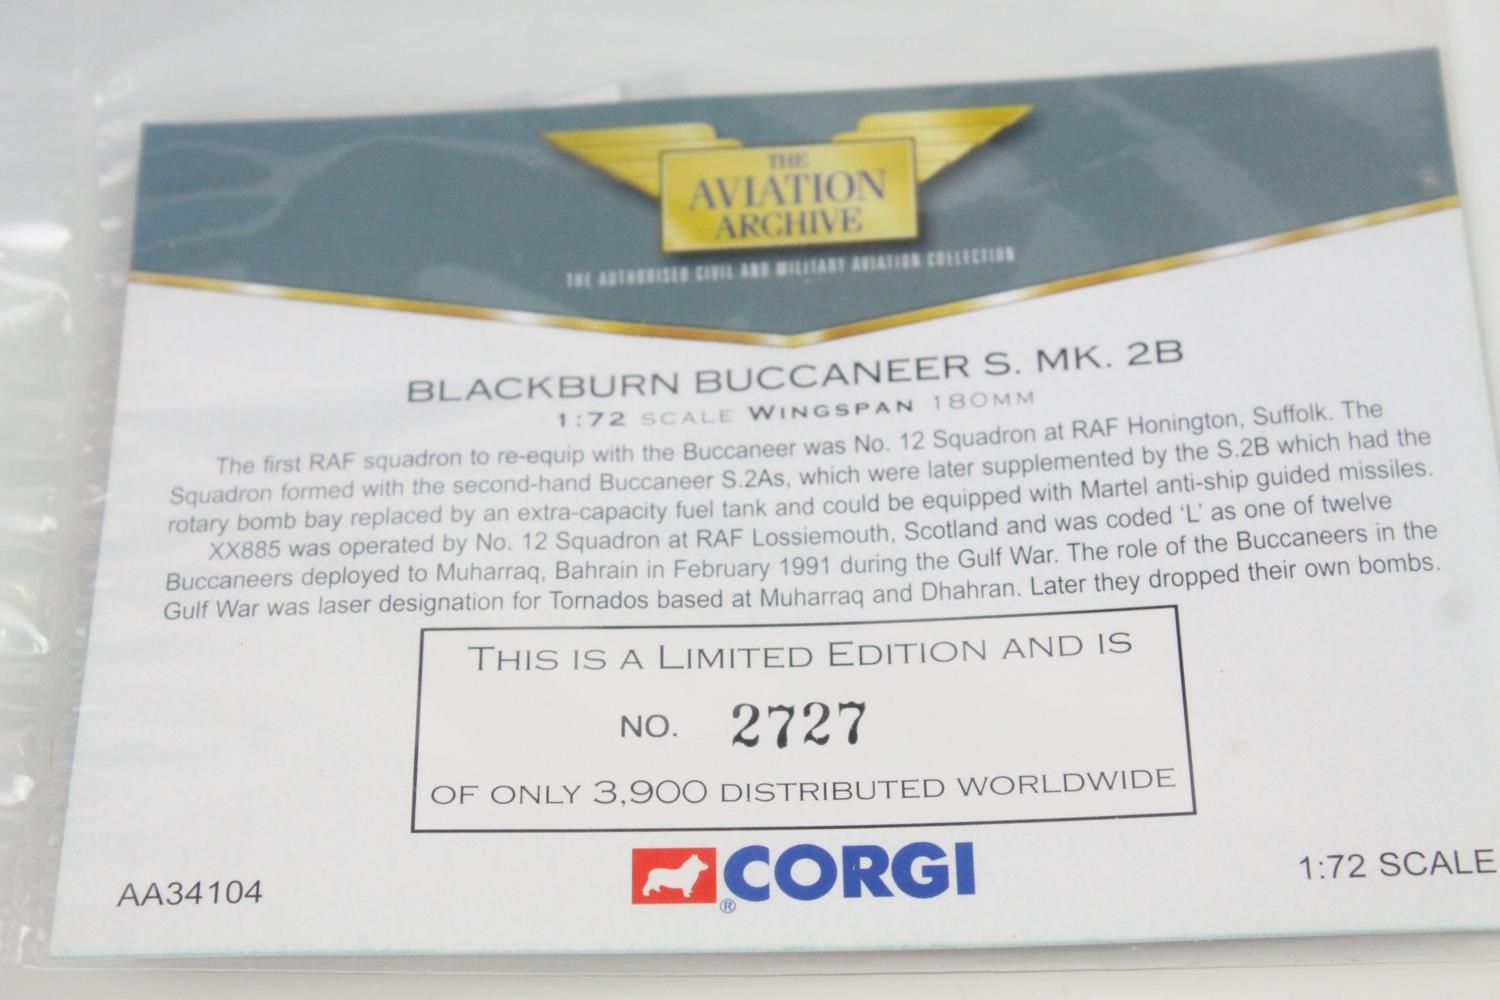 THE
AVIATION
ARCHIVE
THE AUTHORISED CIVIL AND MILITARY AVIATION COLLECTION
BLACKBURN BUCCANEER S. MK. 2B
1:72 SCALE WINGSPAN 180MM
The first RAF squadron to re-equip with the Buccaneer was No. 12 Squadron at RAF Honington, Suffolk. The
Squadron formed with the second-hand Buccaneer S.2As, which were later supplemented by the S.2B which had the
rotary bomb bay replaced by an extra-capacity fuel tank and could be equipped with Martel anti-ship guided missiles.
XX885 was operated by No. 12 Squadron at RAF Lossiemouth, Scotland and was coded ‘L’ as one of twelve
Buccaneers deployed to Muharraq, Bahrain in February 1991 during the Gulf War. The role of the Buccaneers in the
Gulf War was laser designation for Tornados based at Muharraq and Dhahran. Later they dropped their own bombs.
THIS IS A LIMITED EDITION AND IS
NO. 2727
OF ONLY 3,900 DISTRIBUTED WORLDWIDE
AA34104
® CORGI
1:72 SCALE